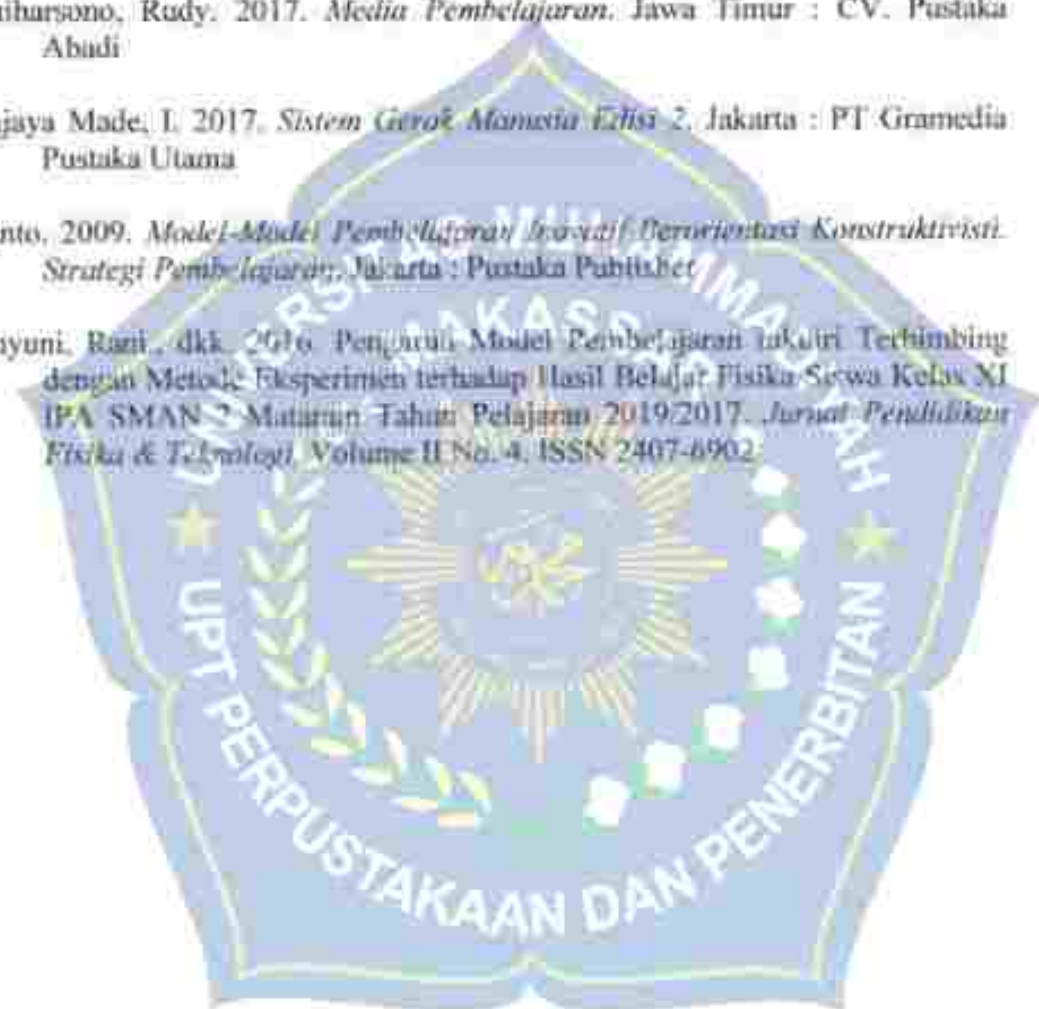 iharsono, Rudy. 2017. Media Pembelajaran. Jawa Timur : CV. Pustaka
Abadi
jaya Made, I. 2017. Sistem Gerak Manusia Edisi 2. Jakarta : PT Gramedia
Pustaka Utama
nto. 2009. Model-Model Pembelajaran Inovatif Berorientasi Konstruktivisti.
Strategi Pembelajaran. Jakarta : Pustaka Publisher
yuni, Rani., dkk. 2016. Pengaruh Model Pembelajaran Inkuiri Terbimbing
dengan Metode Eksperimen terhadap Hasil Belajar Fisika Siswa Kelas XI
IPA SMAN 2 Mataram Tahun Pelajaran 2019/2017. Jurnal Pendidikan
Fisika & Teknologi, Volume II No. 4. ISSN 2407-6902
UNIVERSITAS MUHAMMADIYAH
MAKASSAR
UPT PERPUSTAKAAN DAN PENERBITAN